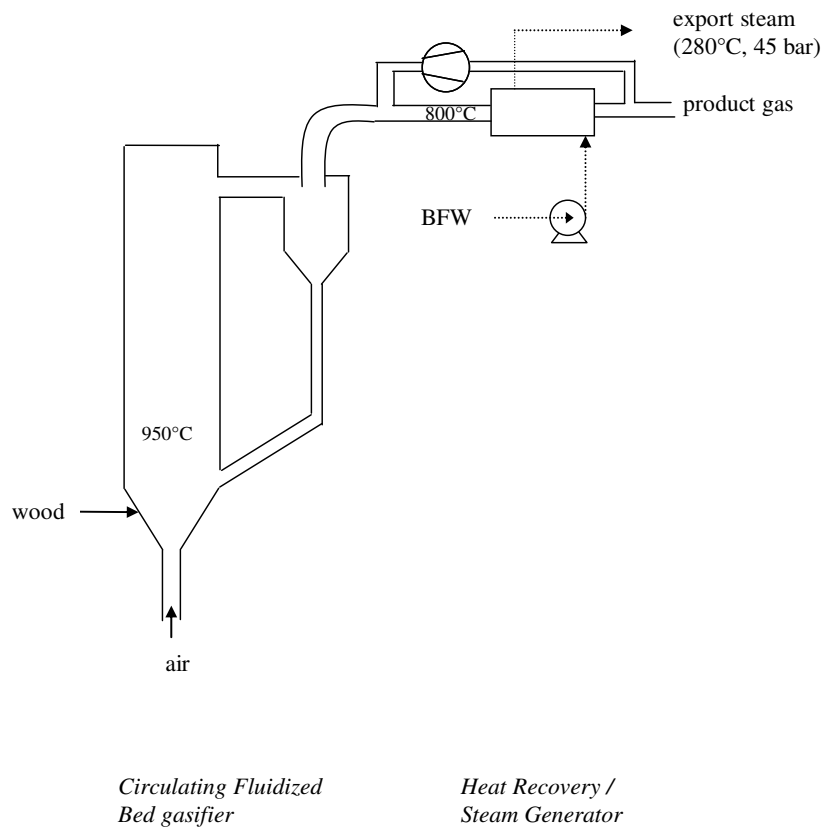 export steam
(280°C, 45 bar)
product gas
800°C
BFW
950°C
wood
air
Circulating Fluidized
Bed gasifier
Heat Recovery /
Steam Generator